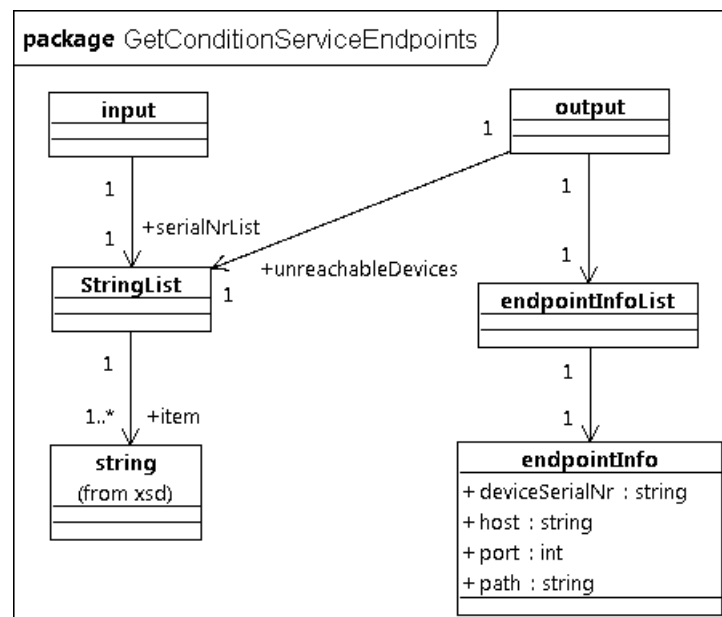 package GetConditionServiceEndpoints
input
output
1
1
1
1
+serialNrList
1
+unreachableDevices
1
StringList
1
endpointInfoList
1
1
1..* +item
1
string
(from xsd)
endpointInfo
+ deviceSerialNr : string
+ host : string
+ port : int
+ path : string